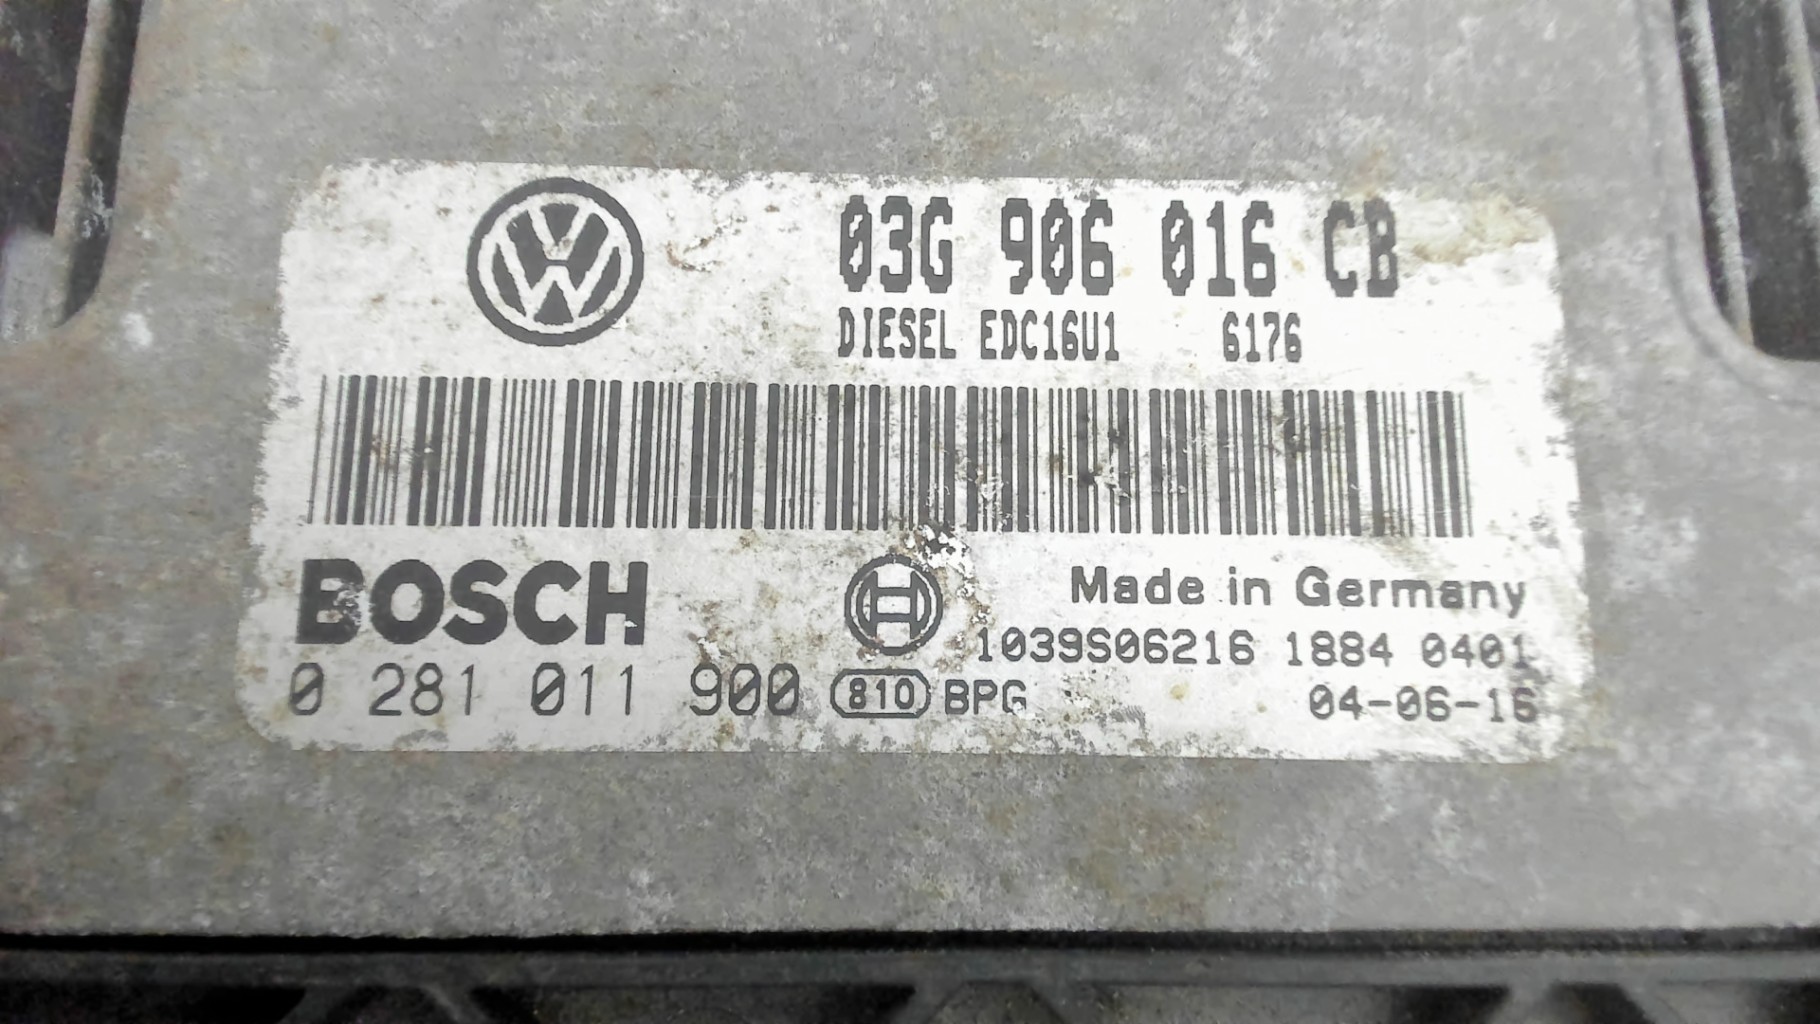 03G 906 016 CB
DIESEL EDC16U1 6176
BOSCH
Made in Germany
1039S06216 1884 0401
0 281 011 900 810 BPG 04-06-16